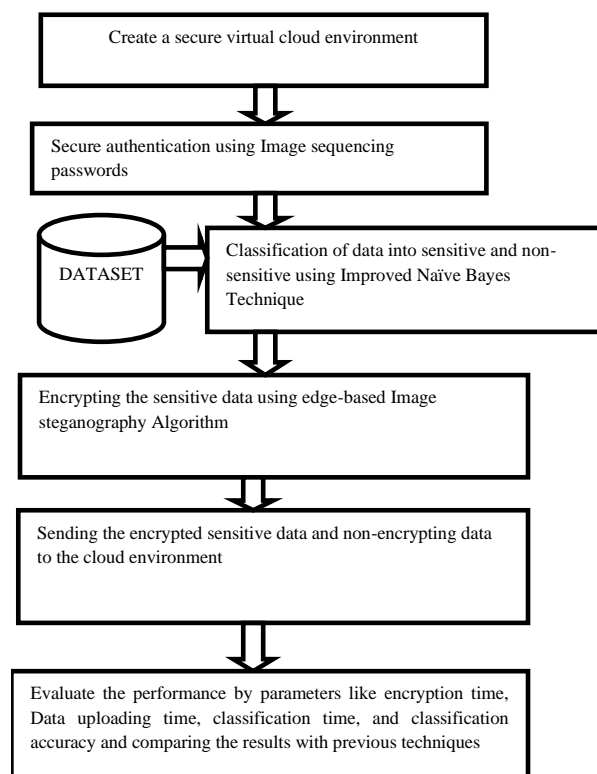 Create a secure virtual cloud environment
Secure authentication using Image sequencing
passwords
DATASET
Classification of data into sensitive and non-
sensitive using Improved Naïve Bayes
Technique
Encrypting the sensitive data using edge-based Image
steganography Algorithm
Sending the encrypted sensitive data and non-encrypting data
to the cloud environment
Evaluate the performance by parameters like encryption time,
Data uploading time, classification time, and classification
accuracy and comparing the results with previous techniques